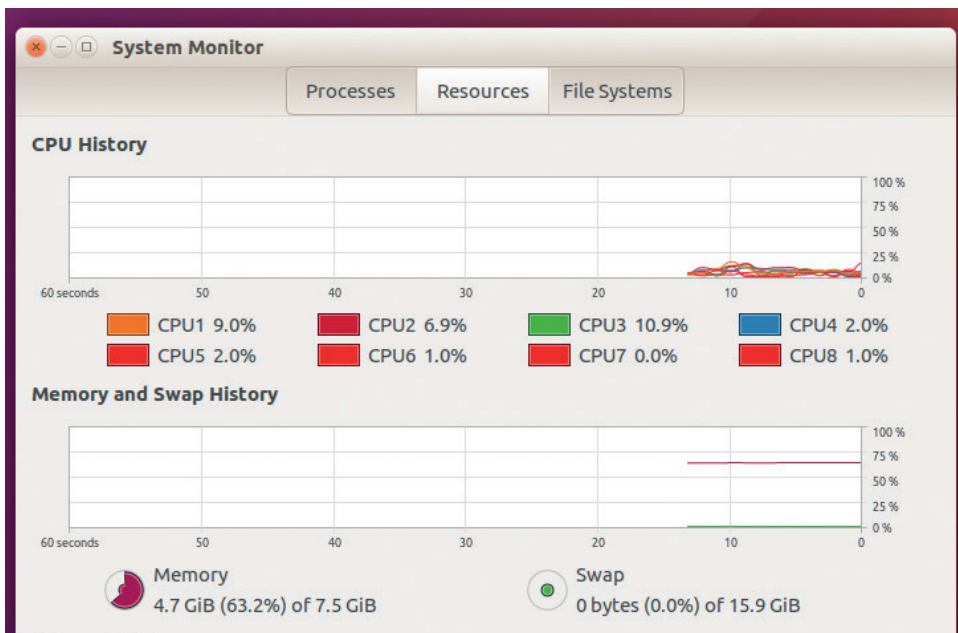 System Monitor
Processes Resources File Systems
CPU History
100 %
75 %
50 %
25 %
0 %
60 seconds 50 40 30 20 10 0
CPU1 9.0% CPU2 6.9% CPU3 10.9% CPU4 2.0%
CPU5 2.0% CPU6 1.0% CPU7 0.0% CPU8 1.0%
Memory and Swap History
100 %
75 %
50 %
25 %
0 %
60 seconds 50 40 30 20 10 0
Memory Swap
4.7 GiB (63.2%) of 7.5 GiB 0 bytes (0.0%) of 15.9 GiB